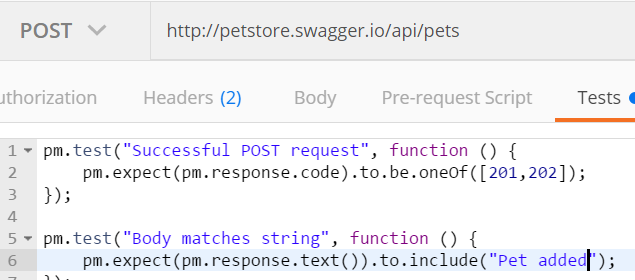 POST http://petstore.swagger.io/api/pets
uthorization Headers (2) Body Pre-request Script Tests
1 pm.test("Successful POST request", function () {
2 pm.expect(pm.response.code).to.be.oneOf([201,202]);
3 });
4
5 pm.test("Body matches string", function () {
6 pm.expect(pm.response.text()).to.include("Pet added");
7 });